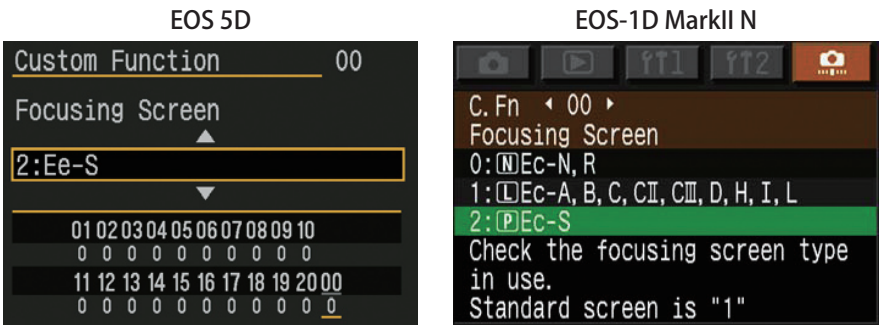 EOS 5D
Custom Function 00
Focusing Screen
2:Ee-S
01 02 03 04 05 06 07 08 09 10
0 0 0 0 0 0 0 0 0 0
11 12 13 14 15 16 17 18 19 20 00
0 0 0 0 0 0 0 0 0 0 0
EOS-1D MarkII N
C.Fn 00
Focusing Screen
0:NEc-N,R
1:LEc-A,B,C,CⅡ,CⅢ,D,H,I,L
2:PEc-S
Check the focusing screen type
in use.
Standard screen is "1"